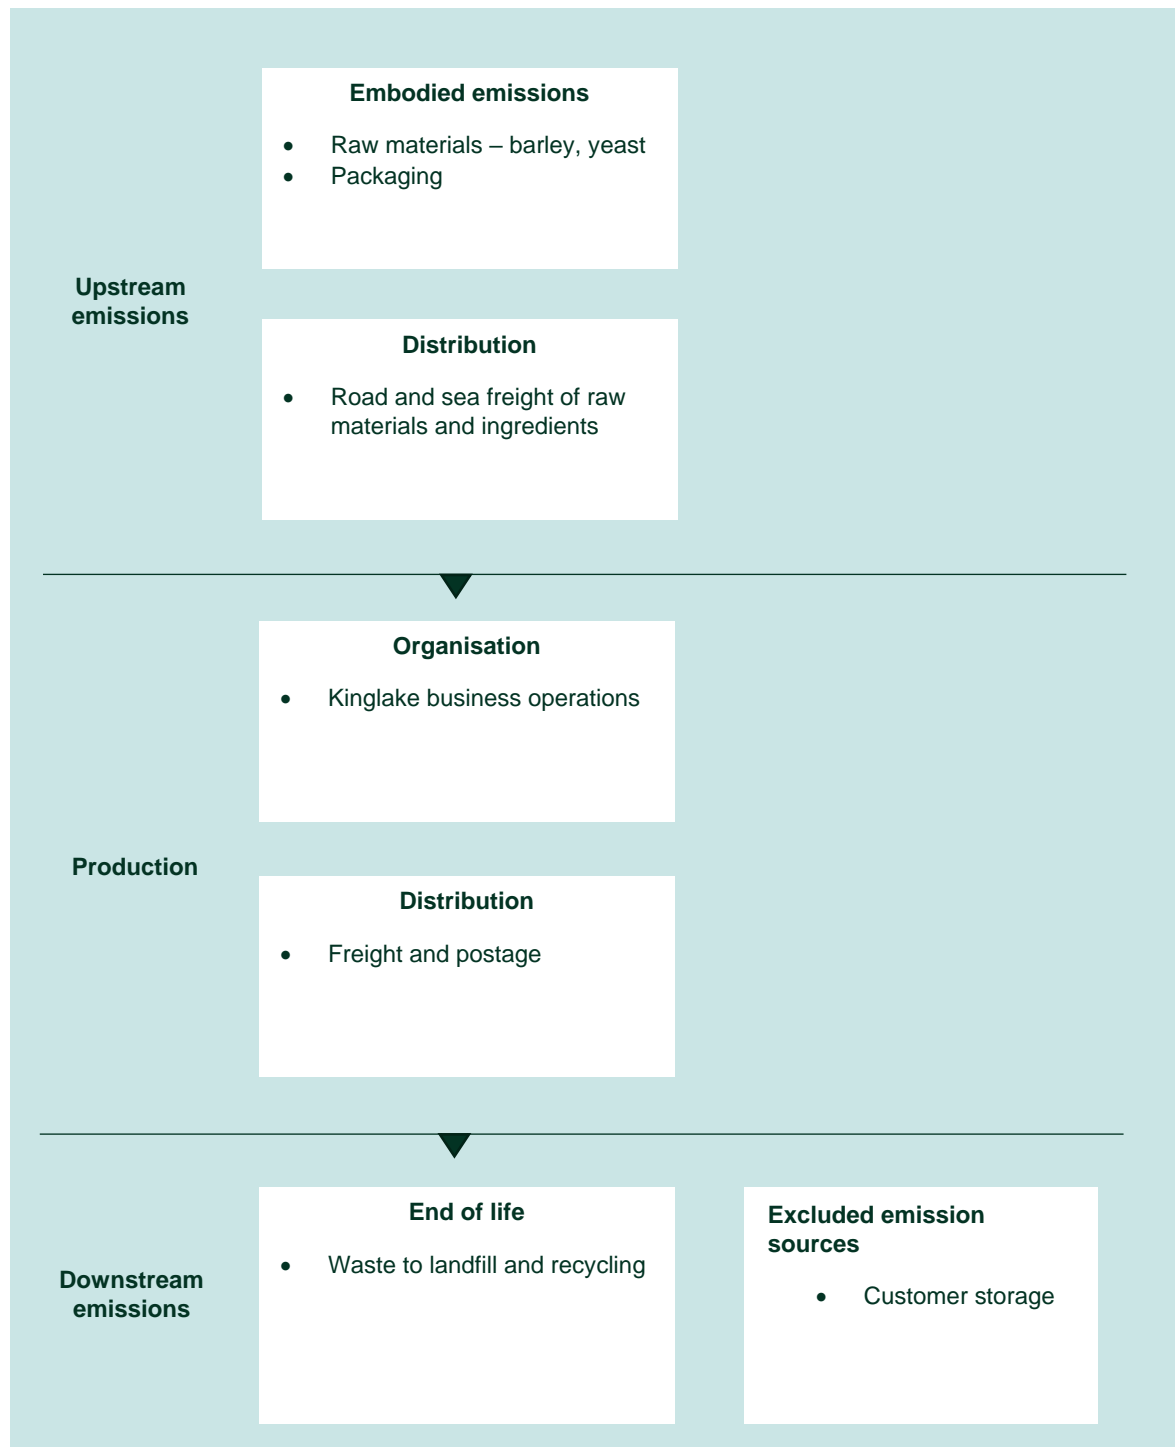 Embodied emissions
• Raw materials – barley, yeast
• Packaging
Upstream
emissions
Distribution
• Road and sea freight of raw
materials and ingredients
Organisation
• Kinglake business operations
Production
Distribution
• Freight and postage
End of life
• Waste to landfill and recycling
Downstream
emissions
Excluded emission
sources
• Customer storage